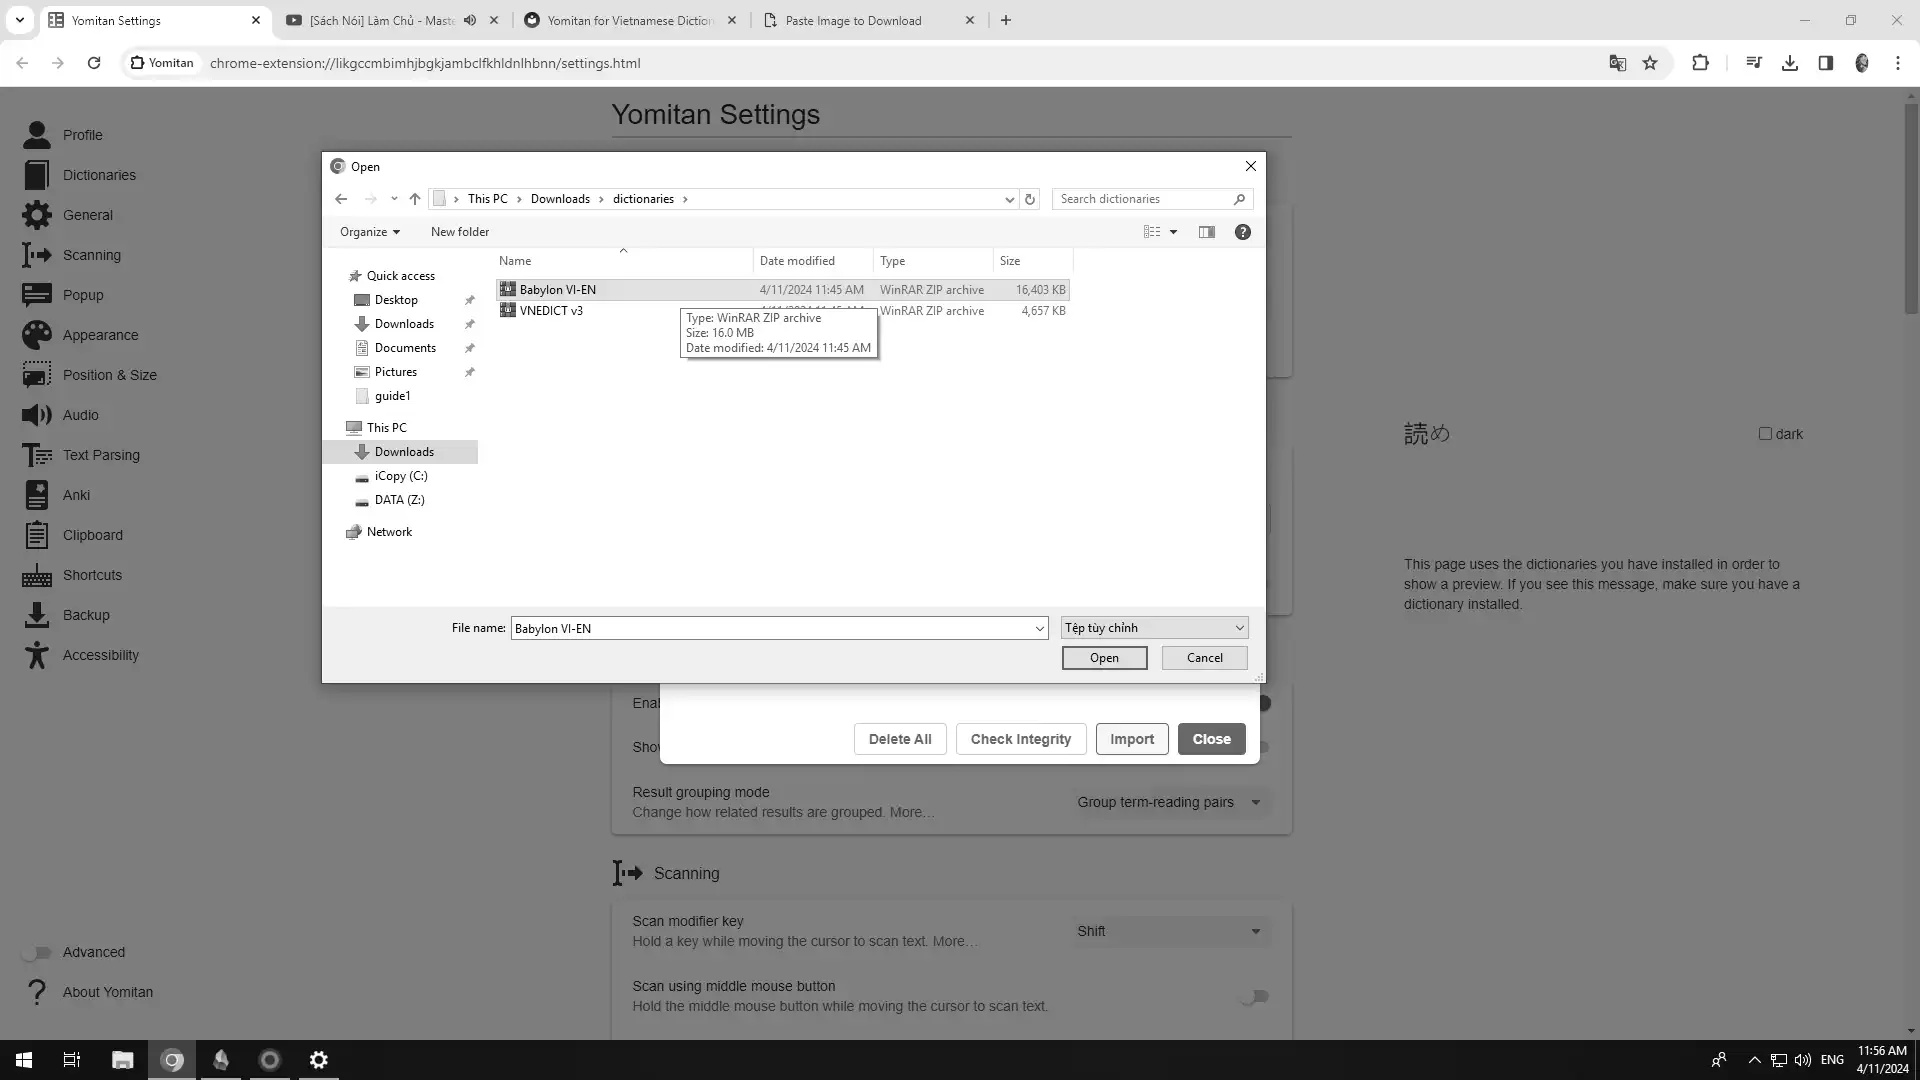 Yomitan Settings
[Sách Nói] Làm Chủ - Maste
Yomitan for Vietnamese Diction
Paste Image to Download
Yomitan
chrome-extension://likgccmbimhjbgkjambclfkhldnlhbnn/settings.html
Yomitan Settings
Profile
Dictionaries
General
Scanning
Popup
Appearance
Position & Size
Audio
Text Parsing
Anki
Clipboard
Shortcuts
Backup
Accessibility
Advanced
About Yomitan
Open
This PC
Downloads
dictionaries
Search dictionaries
Organize
New folder
Quick access
Desktop
Downloads
Documents
Pictures
guide1
This PC
Downloads
iCopy (C:)
DATA (Z:)
Network
Name Date modified Type Size
Babylon VI-EN 4/11/2024 11:45 AM WinRAR ZIP archive 16,403 KB
VNEDICT v3 WinRAR ZIP archive 4,657 KB
Type: WinRAR ZIP archive
Size: 16.0 MB
Date modified: 4/11/2024 11:45 AM
File name: Babylon VI-EN
Tệp tùy chỉnh
Open
Cancel
読め
dark
This page uses the dictionaries you have installed in order to
show a preview. If you see this message, make sure you have a
dictionary installed.
Enal
Shov
Delete All
Check Integrity
Import
Close
Result grouping mode
Change how related results are grouped. More…
Group term-reading pairs
Scanning
Scan modifier key
Hold a key while moving the cursor to scan text. More…
Shift
Scan using middle mouse button
Hold the middle mouse button while moving the cursor to scan text.
ENG
11:56 AM
4/11/2024